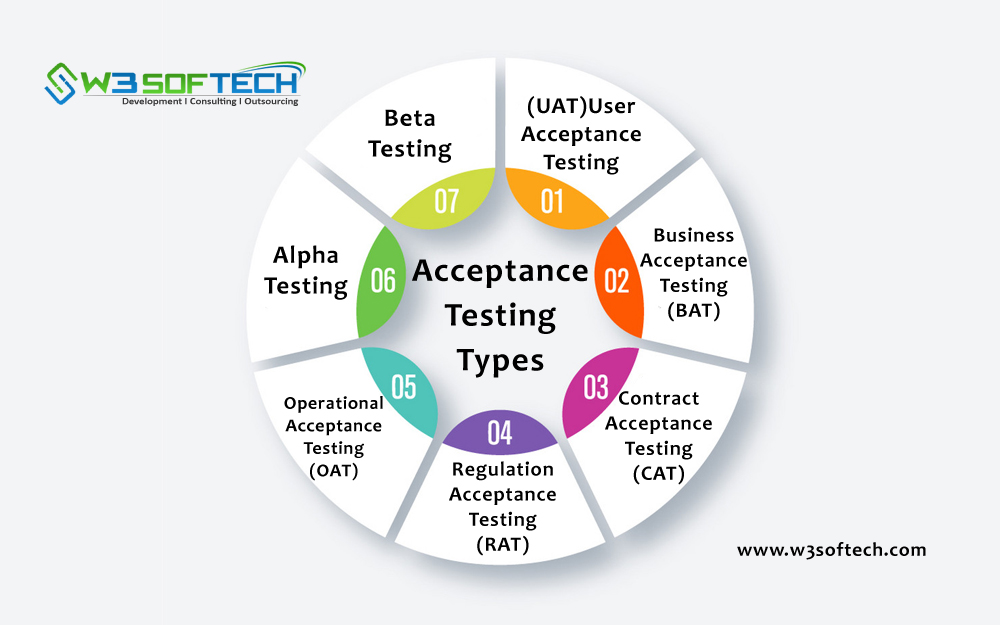 W3SOFTECH
Development | Consulting | Outsourcing
Acceptance
Testing
Types
01
(UAT)User
Acceptance
Testing
02
Business
Acceptance
Testing
(BAT)
03
Contract
Acceptance
Testing
(CAT)
04
Regulation
Acceptance
Testing
(RAT)
05
Operational
Acceptance
Testing
(OAT)
06
Alpha
Testing
07
Beta
Testing
www.w3softech.com